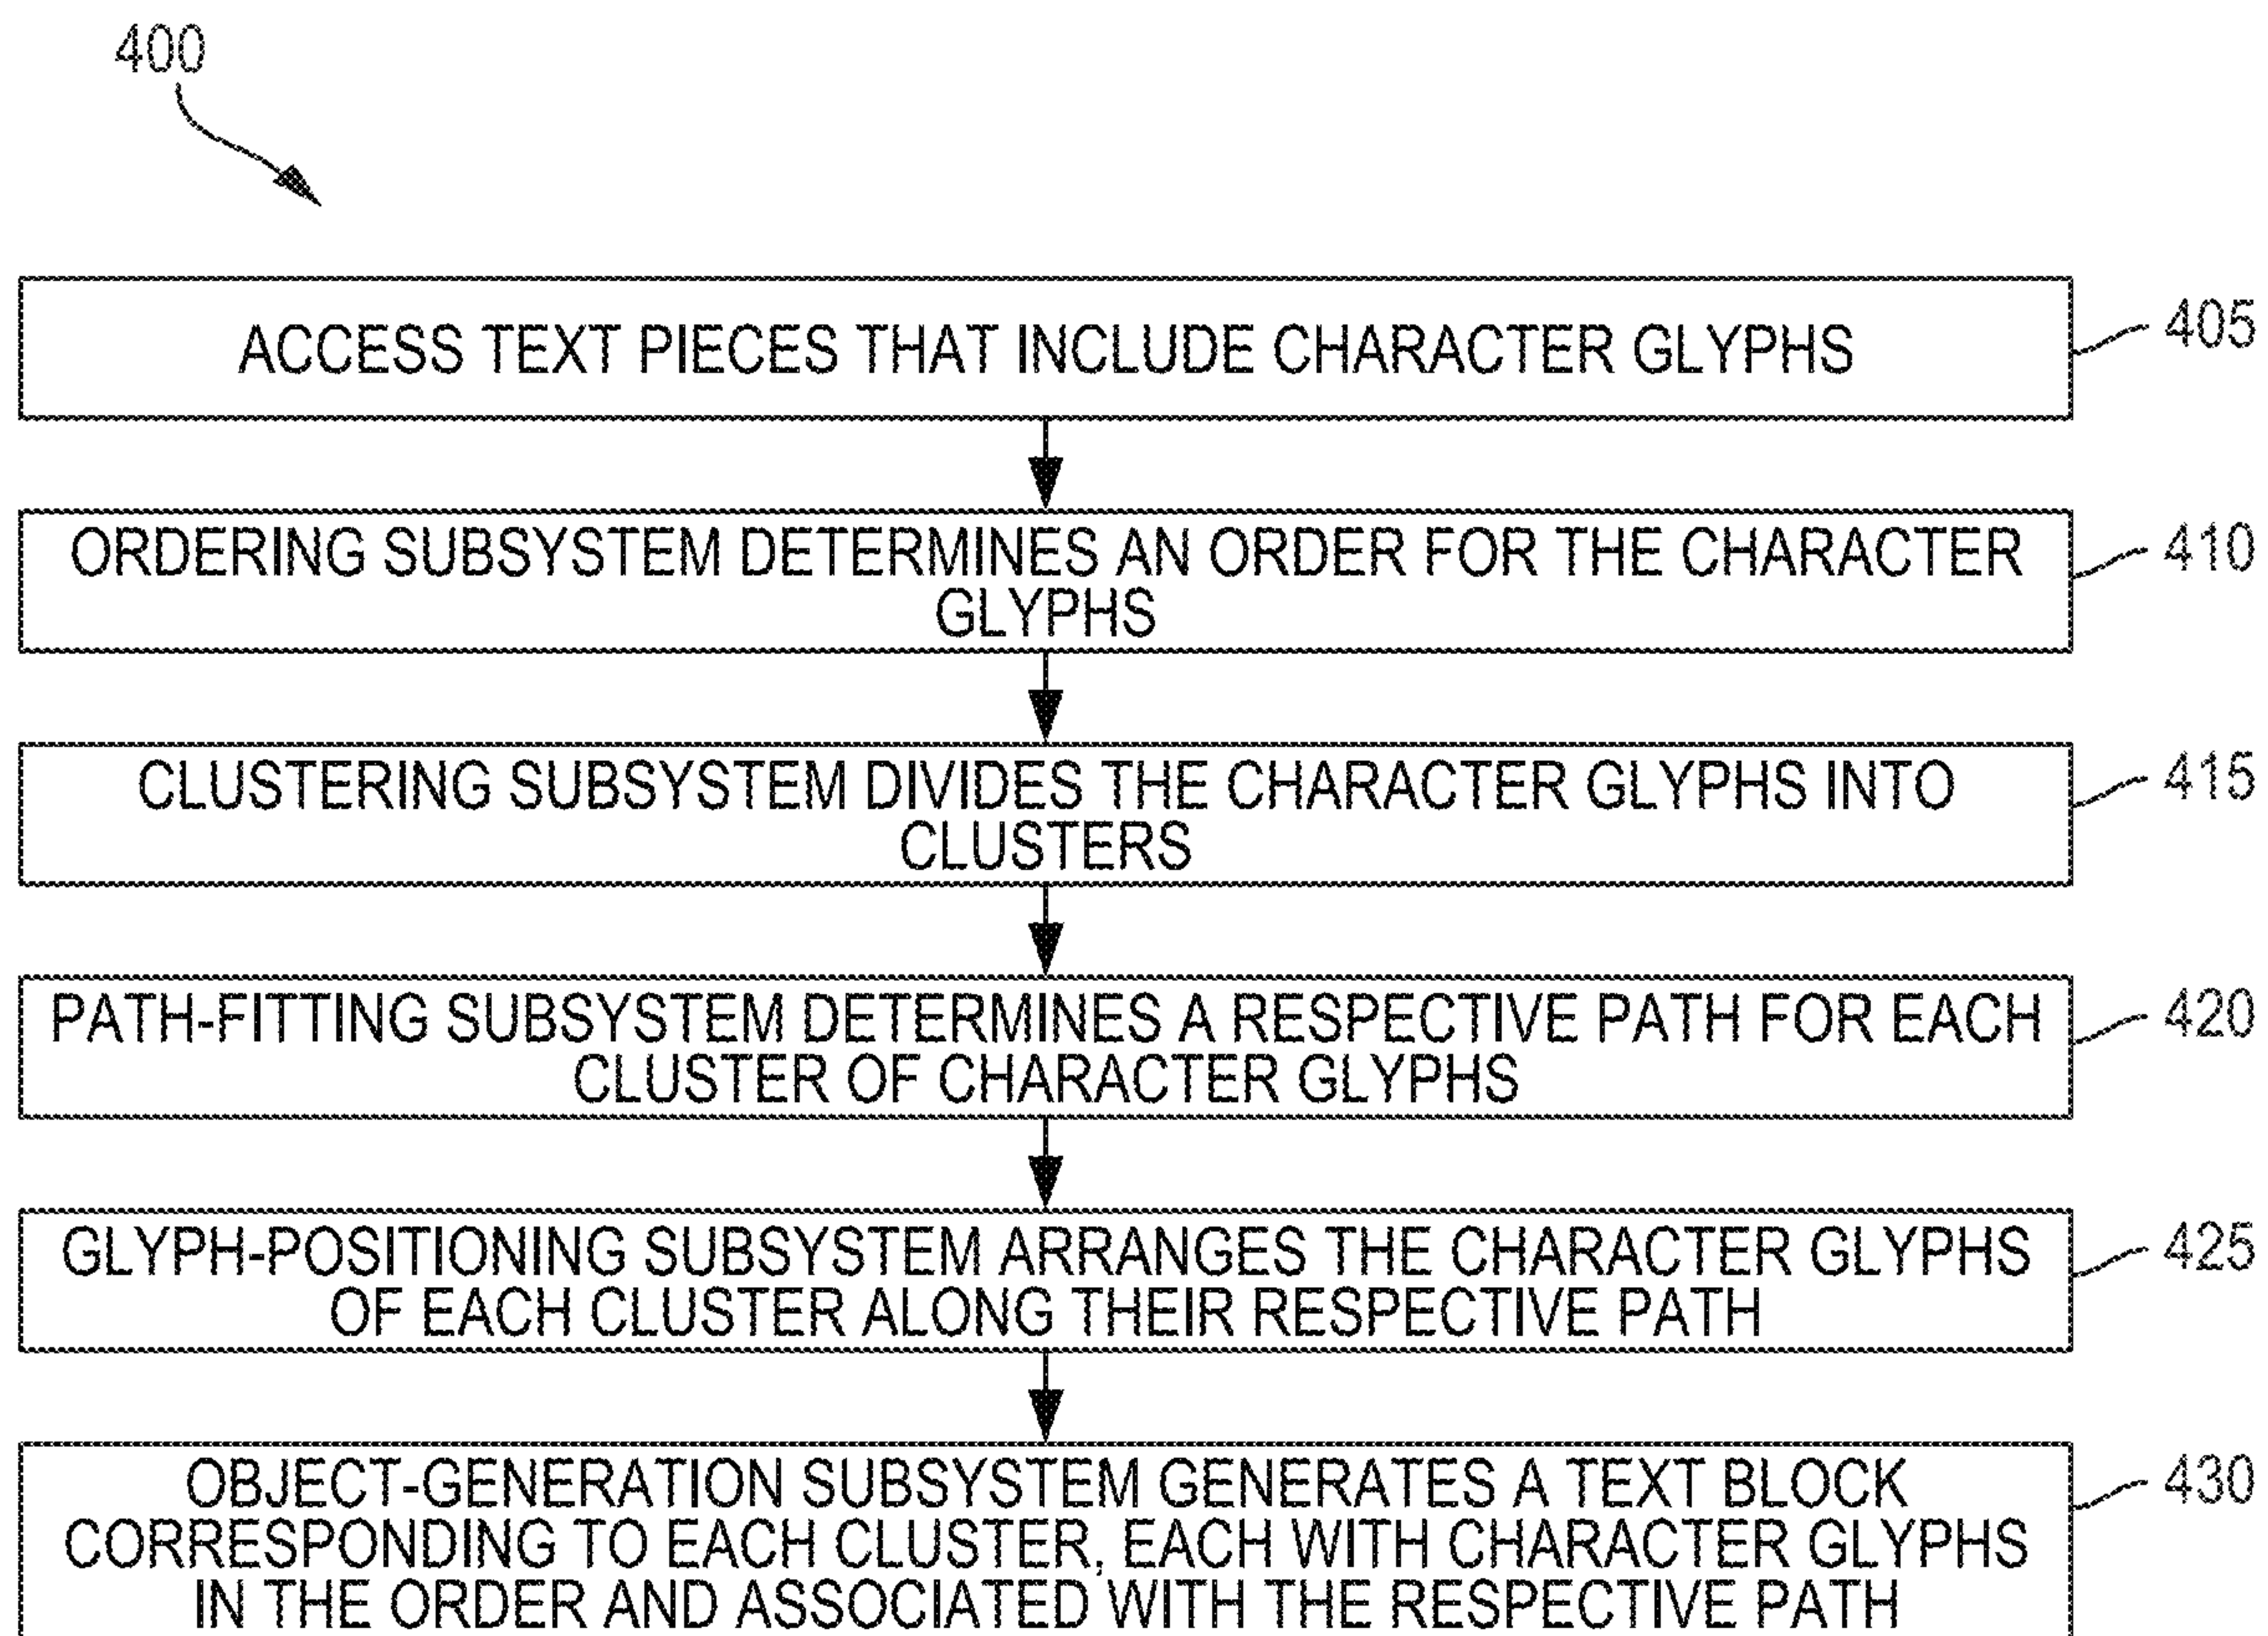 400
ACCESS TEXT PIECES THAT INCLUDE CHARACTER GLYPHS
405
ORDERING SUBSYSTEM DETERMINES AN ORDER FOR THE CHARACTER
GLYPHS
410
CLUSTERING SUBSYSTEM DIVIDES THE CHARACTER GLYPHS INTO
CLUSTERS
415
PATH-FITTING SUBSYSTEM DETERMINES A RESPECTIVE PATH FOR EACH
CLUSTER OF CHARACTER GLYPHS
420
GLYPH-POSITIONING SUBSYSTEM ARRANGES THE CHARACTER GLYPHS
OF EACH CLUSTER ALONG THEIR RESPECTIVE PATH
425
OBJECT-GENERATION SUBSYSTEM GENERATES A TEXT BLOCK
CORRESPONDING TO EACH CLUSTER, EACH WITH CHARACTER GLYPHS
IN THE ORDER AND ASSOCIATED WITH THE RESPECTIVE PATH
430